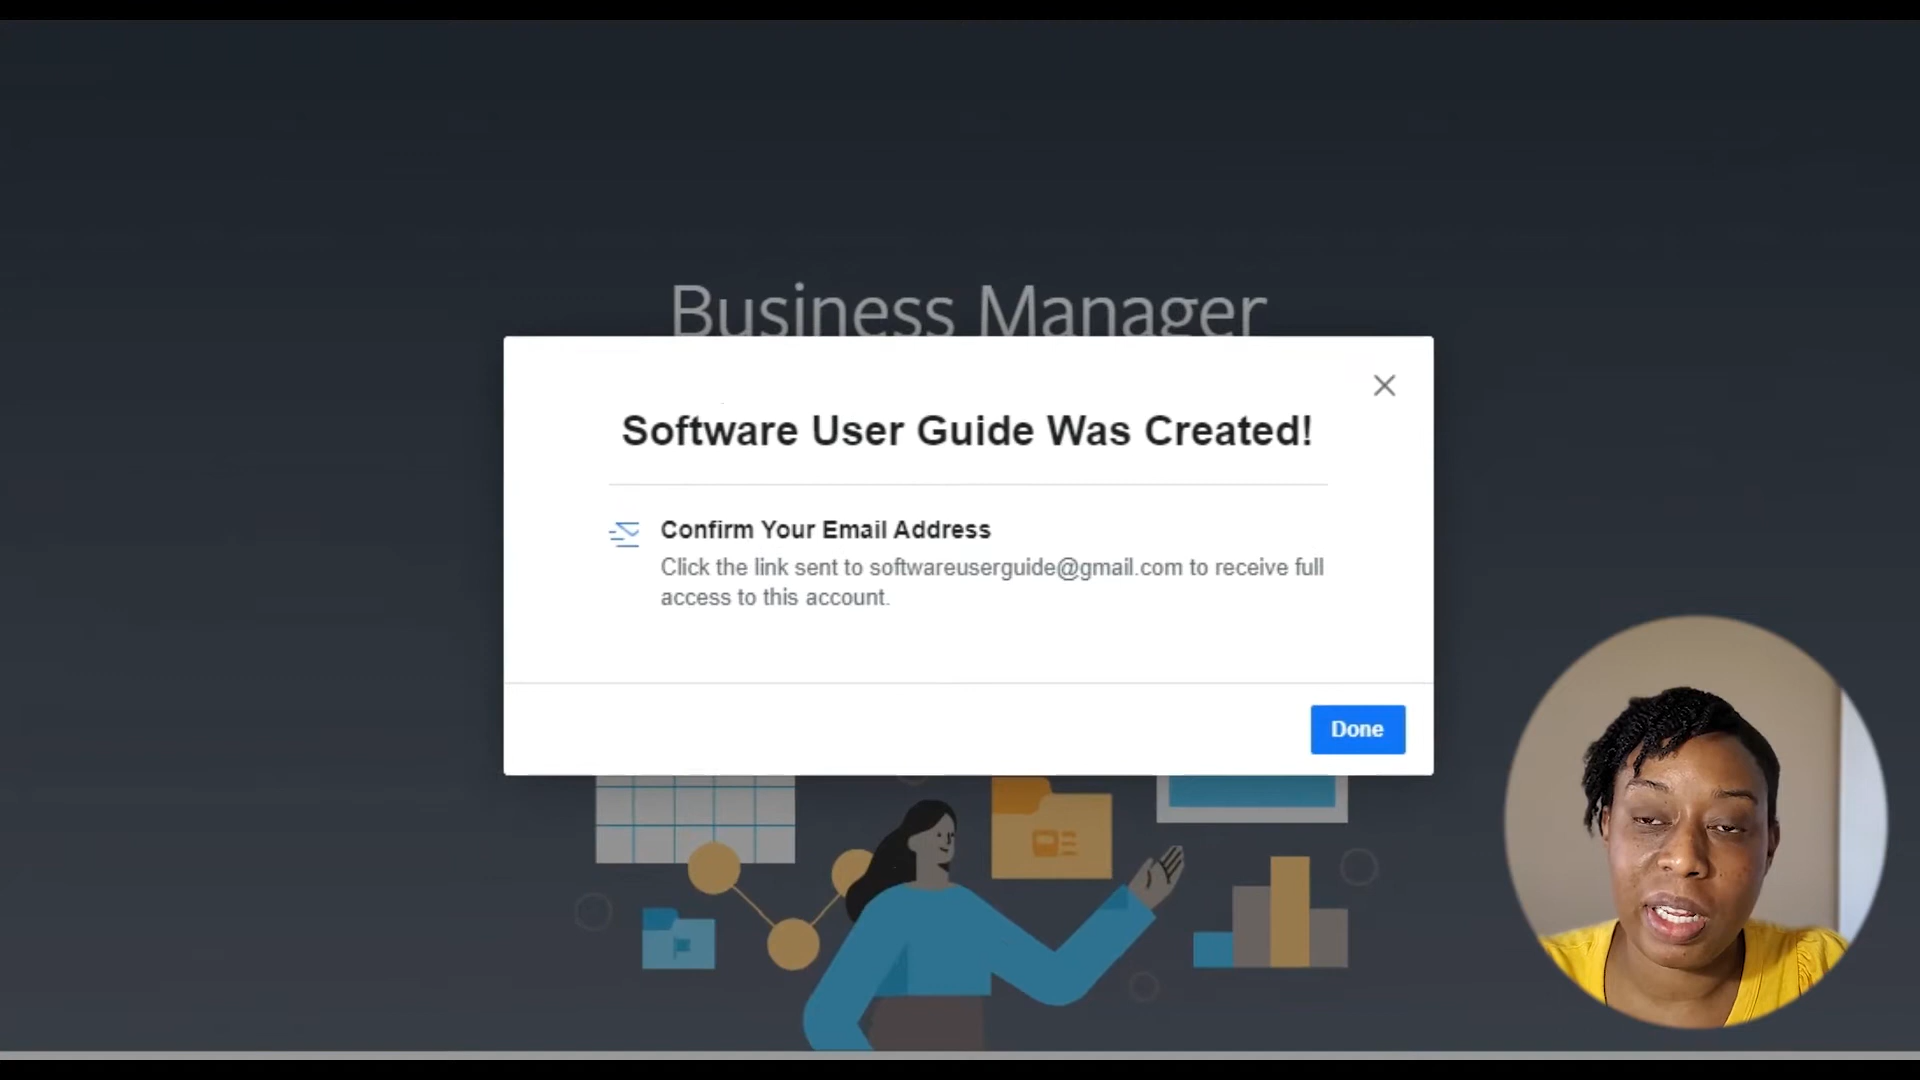 Business Manager
Software User Guide Was Created!
Confirm Your Email Address
Click the link sent to softwareuserguide@gmail.com to receive full
access to this account.
Done